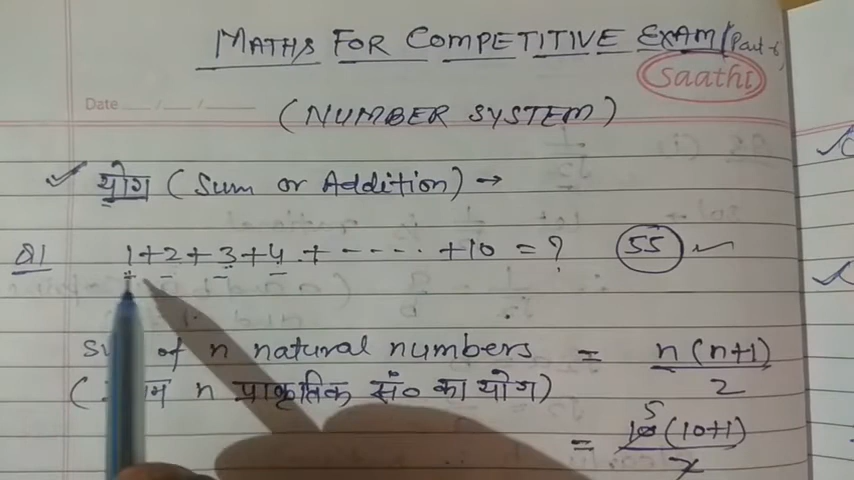 MATHS FOR COMPETITIVE EXAM/Part-6
Saathi
Date
(NUMBER SYSTEM)
✓ योग (Sum or Addition) →
Q1 1+2+3+4+-----+10 = ? 55
of n natural numbers = n(n+1)/2
( n प्राकृतिक सं० का योग)
= 10(10+1)/2
5